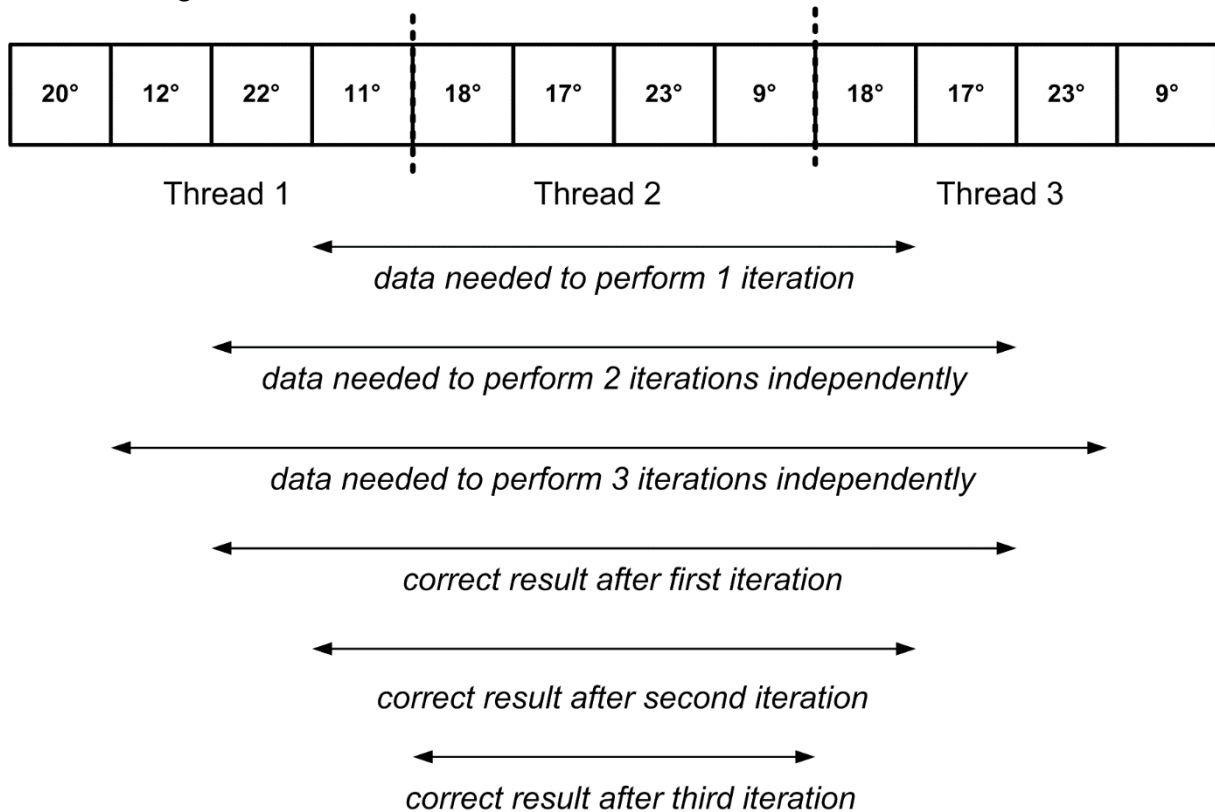 20° 12° 22° 11° 18° 17° 23° 9° 18° 17° 23° 9°
Thread 1 Thread 2 Thread 3
data needed to perform 1 iteration
data needed to perform 2 iterations independently
data needed to perform 3 iterations independently
correct result after first iteration
correct result after second iteration
correct result after third iteration